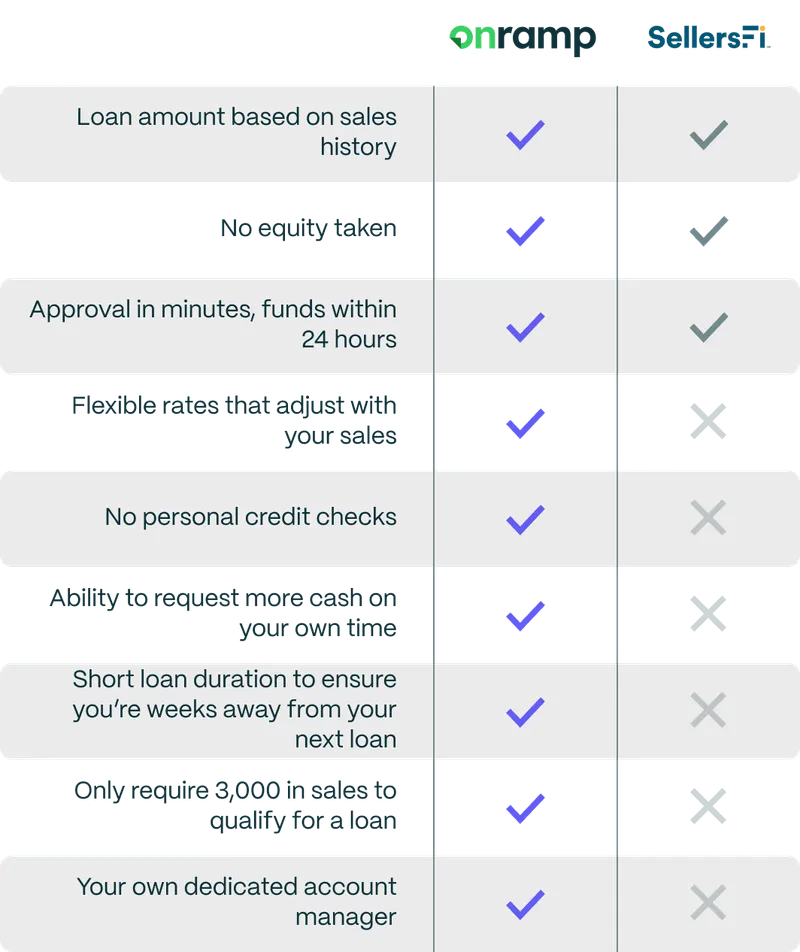 onramp
SellersFi
Loan amount based on sales
history
No equity taken
Approval in minutes, funds within
24 hours
Flexible rates that adjust with
your sales
No personal credit checks
Ability to request more cash on
your own time
Short loan duration to ensure
you’re weeks away from your
next loan
Only require 3,000 in sales to
qualify for a loan
Your own dedicated account
manager